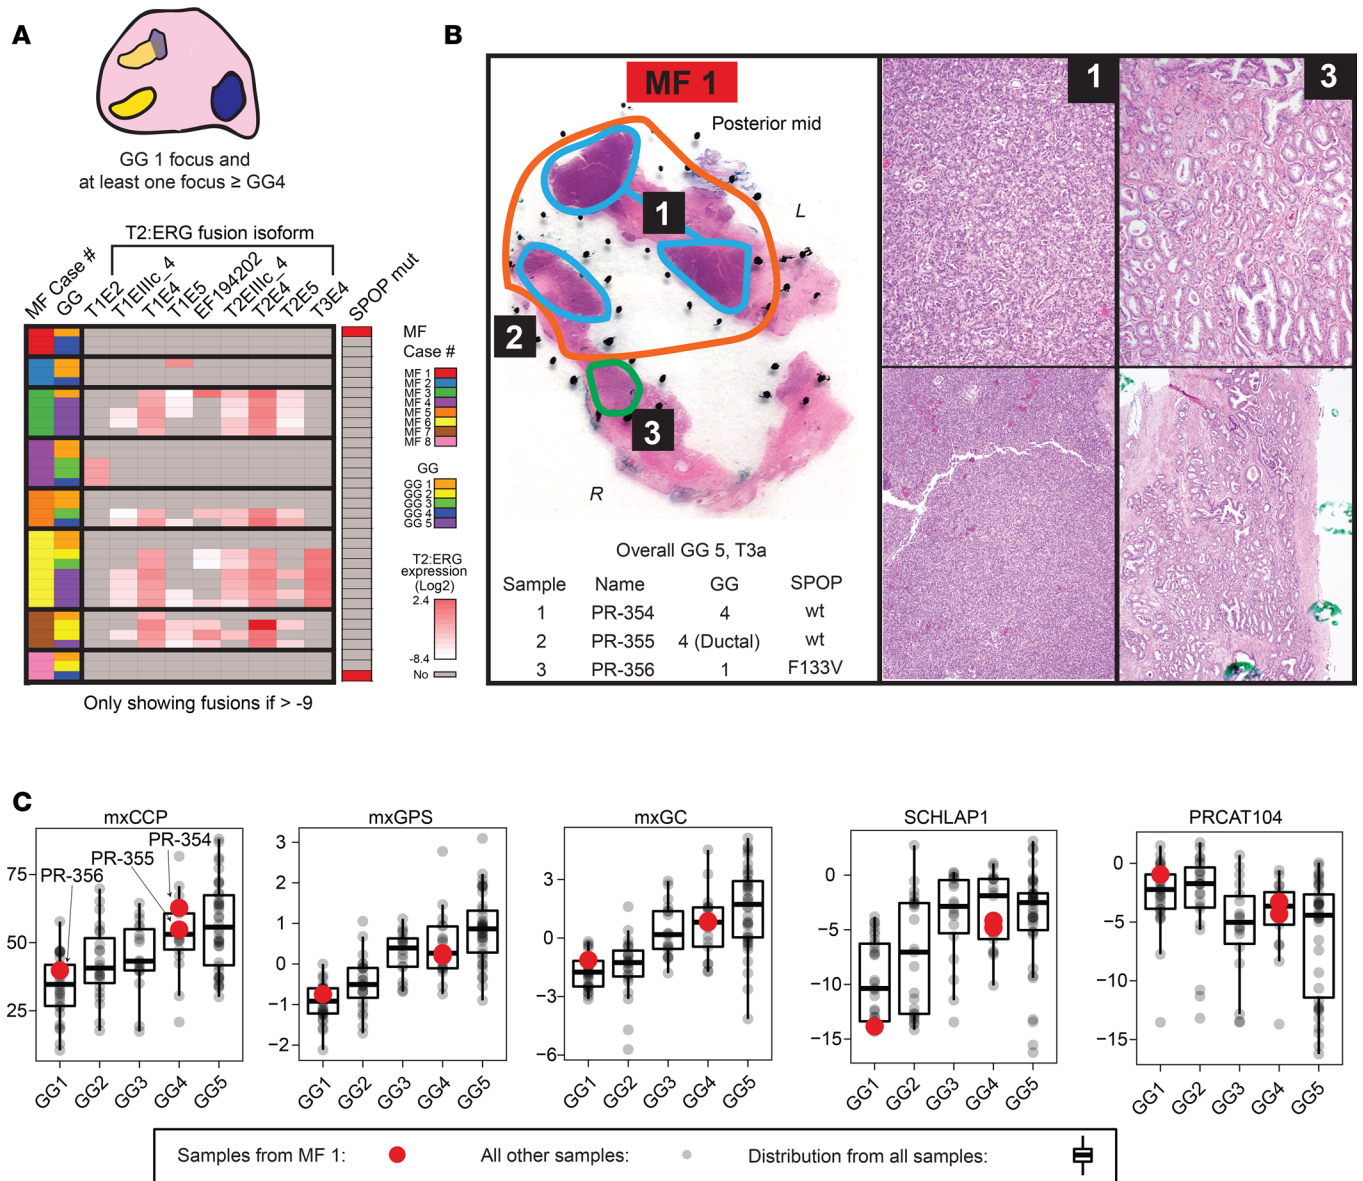 A
GG 1 focus and
at least one focus ≥ GG4
T2:ERG fusion isoform
MF Case #
GG
T1E2
T1EIIIc_4
T1E4
T1E5
EF194202
T2EIIIc_4
T2E4
T2E5
T3E4
SPOP mut
MF
Case #
MF 1
MF 2
MF 3
MF 4
MF 5
MF 6
MF 7
MF 8
GG
GG 1
GG 2
GG 3
GG 4
GG 5
T2:ERG
expression
(Log2)
2.4
-8.4
No
Only showing fusions if > -9
B
MF 1
Posterior mid
L
1
2
3
R
1
3
Overall GG 5, T3a
Sample Name GG SPOP
1 PR-354 4 wt
2 PR-355 4 (Ductal) wt
3 PR-356 1 F133V
C
mxCCP
PR-354
PR-355
PR-356
75
50
25
GG1 GG2 GG3 GG4 GG5
mxGPS
3
2
1
0
−1
−2
GG1 GG2 GG3 GG4 GG5
mxGC
3
0
−3
−6
GG1 GG2 GG3 GG4 GG5
SCHLAP1
0
−5
−10
−15
GG1 GG2 GG3 GG4 GG5
PRCAT104
0
−5
−10
−15
GG1 GG2 GG3 GG4 GG5
Samples from MF 1: All other samples: Distribution from all samples: